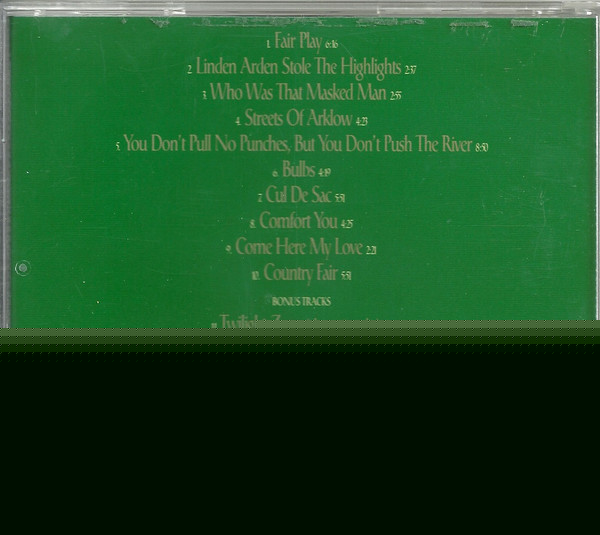 1. Fair Play 6:16
2. Linden Arden Stole The Highlights 2:37
3. Who Was That Masked Man 2:55
4. Streets Of Arklow 4:23
5. You Don't Pull No Punches, But You Don't Push The River 8:50
6. Bulbs 4:19
7. Cul De Sac 5:51
8. Comfort You 4:25
9. Come Here My Love 2:21
10. Country Fair 5:51
BONUS TRACKS
11. Twilight